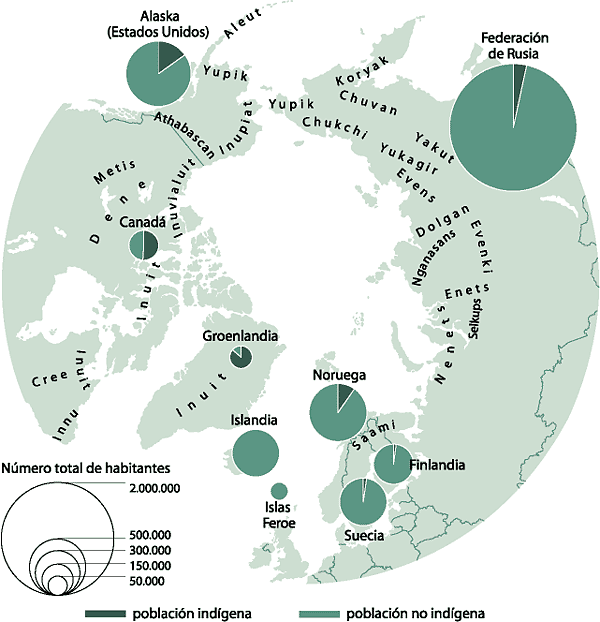 Alaska
(Estados Unidos)
Aleut
Federación
de Rusia
Yupik
Koryak
Yupik
Chuvan
Athabascan
Inupiat
Chukchi
Yakut
Yukagir
Metis
Inuvialuit
Evens
Dene
Dolgan
Canadá
Evenki
Nganasans
Inuit
Enets
Selkups
Nenets
Groenlandia
Inuit
Noruega
Cree
Inuit
Innu
Islandia
Saami
Finlandia
Número total de habitantes
2.000.000
500.000
300.000
150.000
50.000
Islas
Feroe
Suecia
población indígena
población no indígena